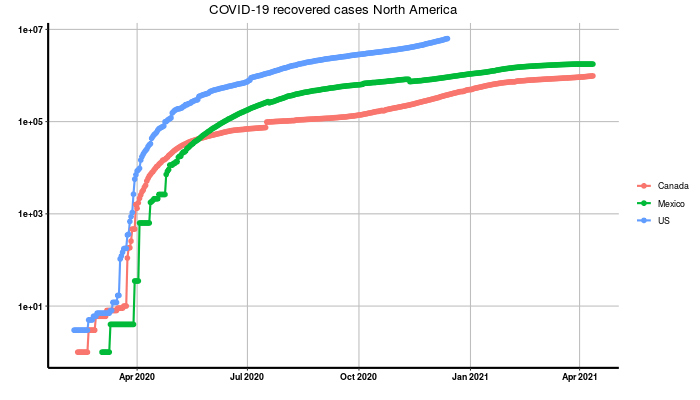 COVID-19 recovered cases North America
1e+07
1e+05
1e+03
1e+01
Apr 2020 Jul 2020 Oct 2020 Jan 2021 Apr 2021
Canada
Mexico
US